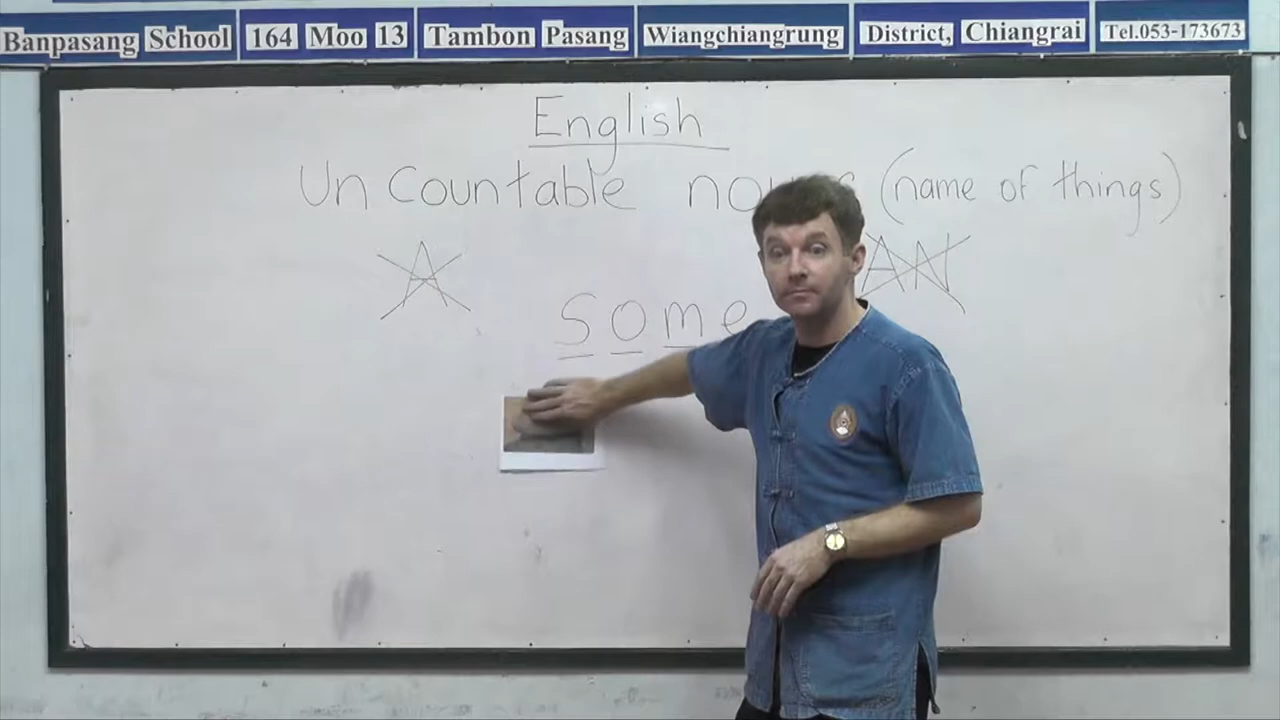 Banpasang School 164 Moo 13 Tambon Pasang Wiangchiangrung District, Chiangrai Tel.053-173673
English
Un Countable (name of things)
A AN
some